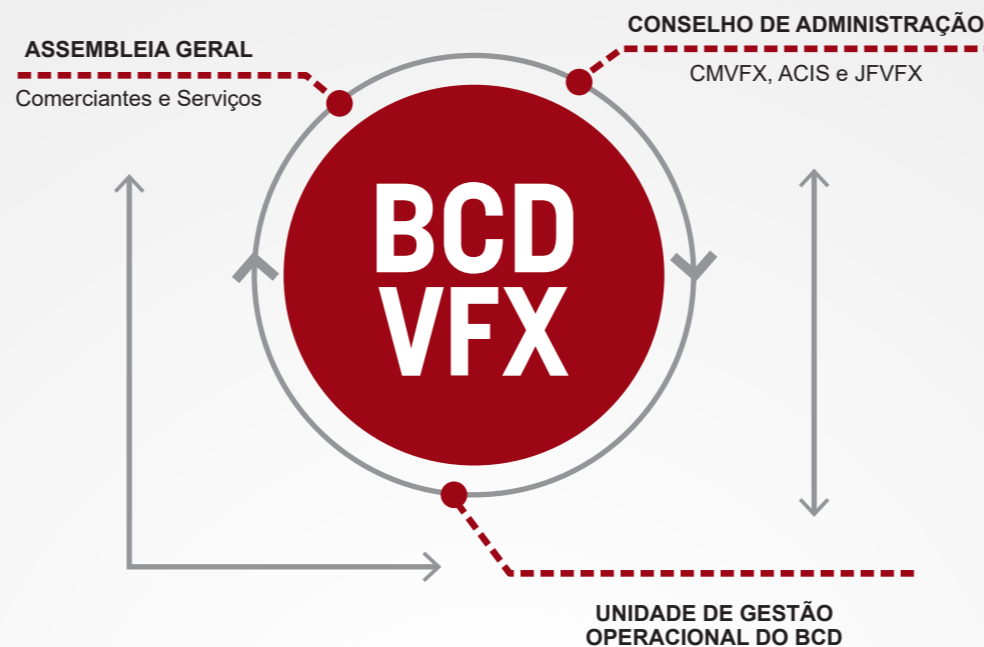 ASSEMBLEIA GERAL
Comerciantes e Serviços
CONSELHO DE ADMINISTRAÇÃO
CMVFX, ACIS e JFVFX
BCD
VFX
UNIDADE DE GESTÃO
OPERACIONAL DO BCD